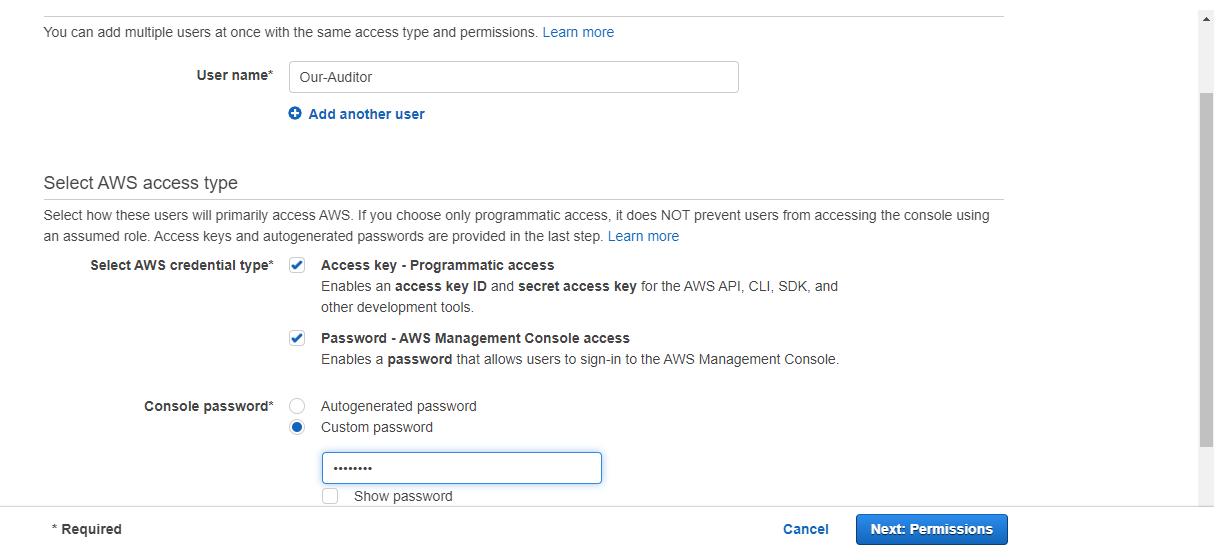 You can add multiple users at once with the same access type and permissions. Learn more
User name*
Our-Auditor
Add another user
Select AWS access type
Select how these users will primarily access AWS. If you choose only programmatic access, it does NOT prevent users from accessing the console using
an assumed role. Access keys and autogenerated passwords are provided in the last step. Learn more
Select AWS credential type*
Access key - Programmatic access
Enables an access key ID and secret access key for the AWS API, CLI, SDK, and
other development tools.
Password - AWS Management Console access
Enables a password that allows users to sign-in to the AWS Management Console.
Console password*
Autogenerated password
Custom password
••••••••
Show password
* Required
Cancel
Next: Permissions